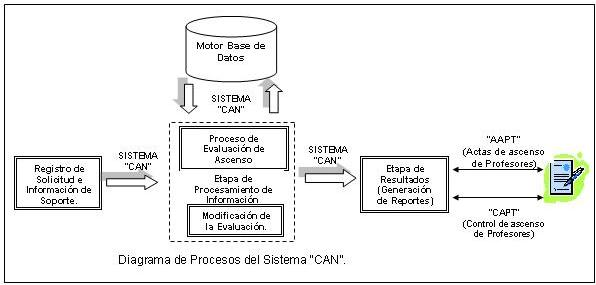 Motor Base de
Datos
SISTEMA
"CAN"
Registro de
Solicitud e
Información de
Soporte.
SISTEMA
"CAN"
Proceso de
Evaluación de
Ascenso
Etapa de
Procesamiento de
Información
Modificación de
la Evaluación.
SISTEMA
"CAN"
Etapa de
Resultados
(Generación
de Reportes)
"AAPT"
(Actas de ascenso
de Profesores)
"CAPT"
(Control de ascenso
de Profesores)
Diagrama de Procesos del Sistema "CAN".